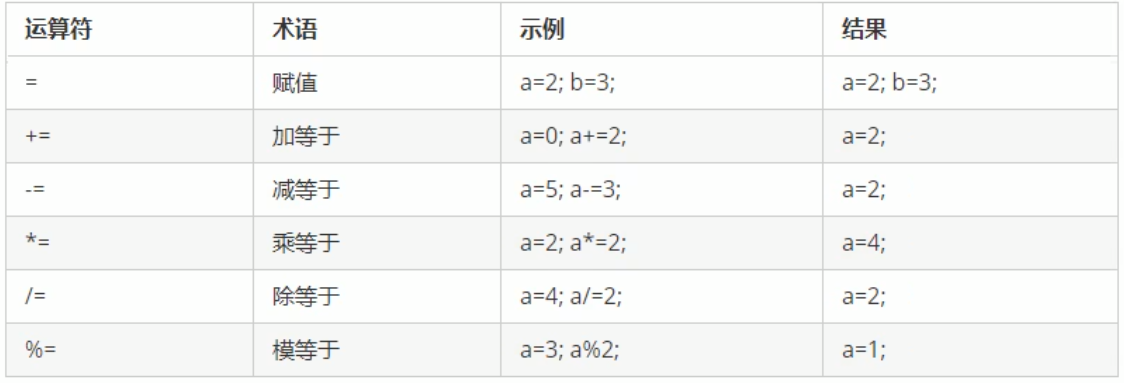 运算符 术语 示例 结果
= 赋值 a=2; b=3; a=2; b=3;
+= 加等于 a=0; a+=2; a=2;
-= 减等于 a=5; a-=3; a=2;
*= 乘等于 a=2; a*=2; a=4;
/= 除等于 a=4; a/=2; a=2;
%= 模等于 a=3; a%2; a=1;